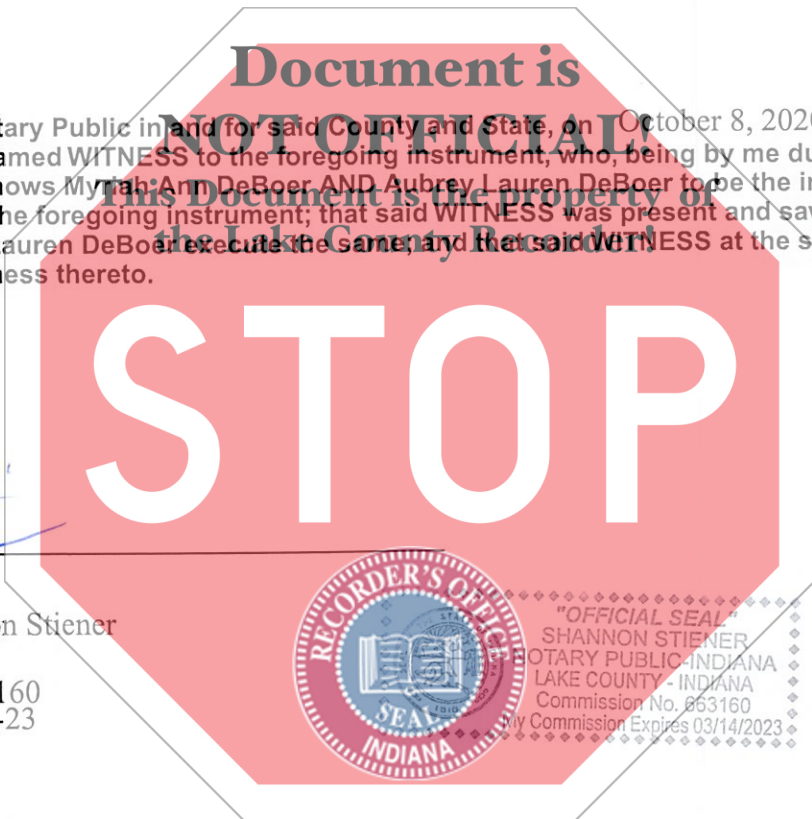 Document is
NOT OFFICIAL!
This Document is the property of
the Lake County Recorder!
tary Public in and for said County and State, on October 8, 202
amed WITNESS to the foregoing instrument, who, being by me du
nows Myriah Ann DeBoer AND Aubrey Lauren DeBoer to be the i
he foregoing instrument; that said WITNESS was present and sa
auren DeBoer execute the same; and that said WITNESS at the s
ess thereto.
STOP
n Stiener
160
-23
RECORDER'S OFFICE
SEAL
INDIANA
"OFFICIAL SEAL"
SHANNON STIENER
NOTARY PUBLIC-INDIANA
LAKE COUNTY - INDIANA
Commission No. 663160
My Commission Expires 03/14/2023